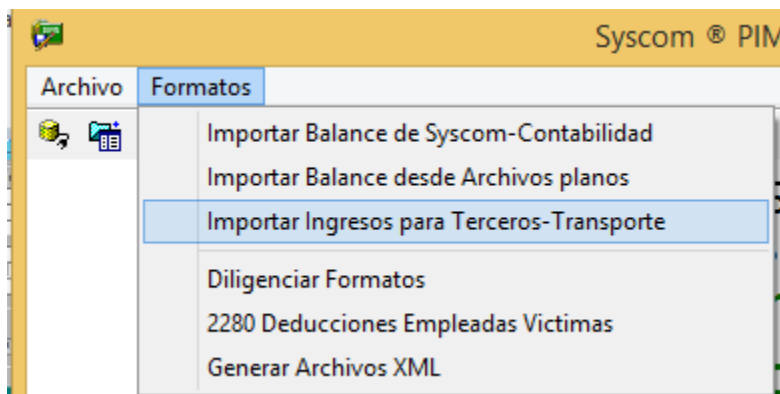 Syscom ® PIM
Archivo Formatos
Importar Balance de Syscom-Contabilidad
Importar Balance desde Archivos planos
Importar Ingresos para Terceros-Transporte
Diligenciar Formatos
2280 Deducciones Empleadas Victimas
Generar Archivos XML